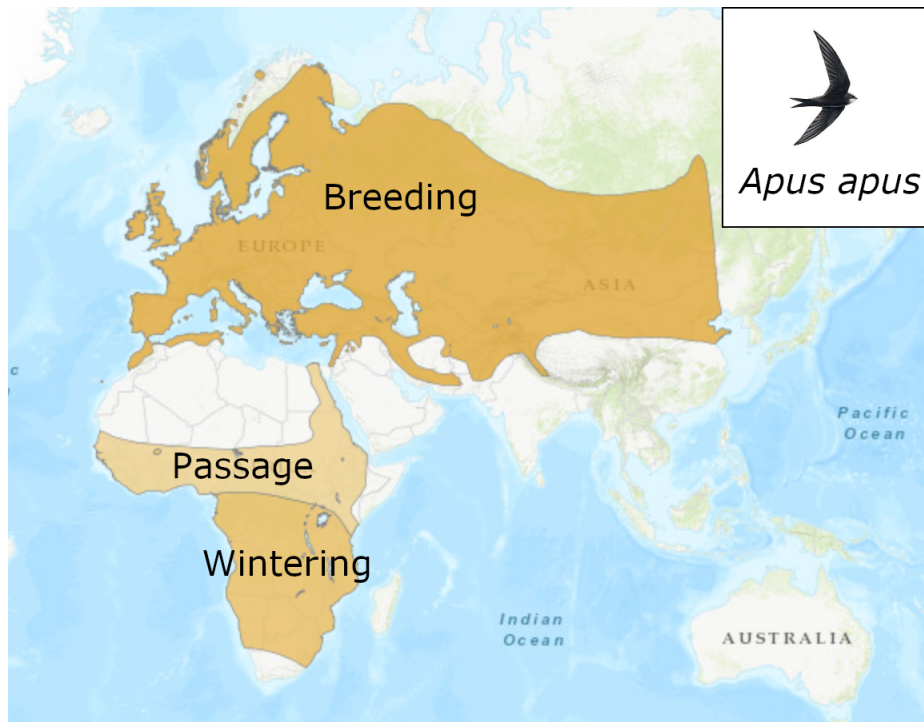 Apus apus
Breeding
EUROPE
ASIA
c
Pacific
Ocean
Passage
Wintering
Indian
Ocean
AUSTRALIA